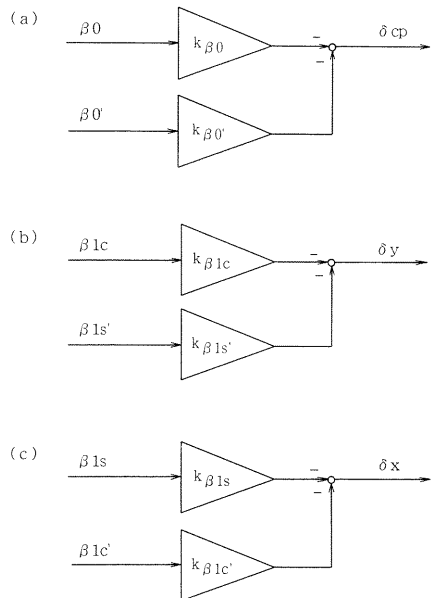 (a)
β0
kβ0
−
δcp
−
β0'
kβ0'
(b)
β1c
kβ1c
−
δy
−
β1s'
kβ1s'
(c)
β1s
kβ1s
−
δx
−
β1c'
kβ1c'